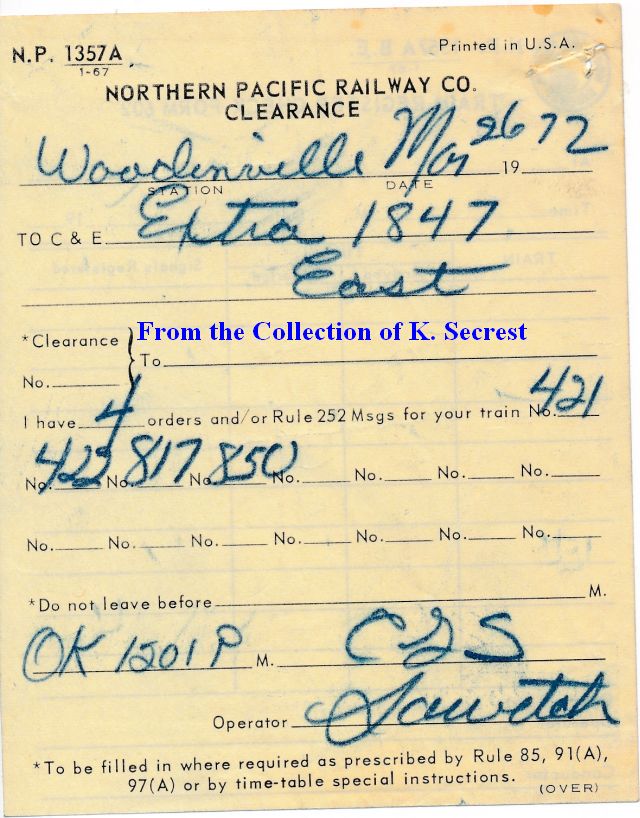 N.P. 1357A
1-67
Printed in U.S.A.
NORTHERN PACIFIC RAILWAY CO.
CLEARANCE
Woodinville Mar 26 19 72
STATION DATE
TO C & E Extra 1847
East
From the Collection of K. Secrest
*Clearance
No. To
I have 4 orders and/or Rule 252 Msgs for your train No. 421
No. 422 No. 817 No. 850 No. No. No. No.
No. No. No. No. No. No. No.
*Do not leave before M.
OK 1201 P M. CGS
Operator
*To be filled in where required as prescribed by Rule 85, 91(A),
97(A) or by time-table special instructions.
(OVER)